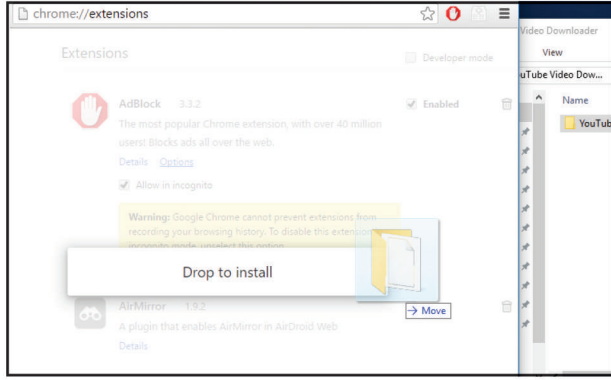 chrome://extensions
Extensions
Developer mode
AdBlock 3.3.2
Enabled
The most popular Chrome extension, with over 40 million
users! Blocks ads all over the web.
Details Options
Allow in incognito
Warning: Google Chrome cannot prevent extensions from
recording your browsing history. To disable this extension
incognito mode, unselect this option.
Drop to install
Move
AirMirror 1.9.2
A plugin that enables AirMirror in AirDroid Web
Details
Video Downloader
View
uTube Video Dow...
Name
YouTub